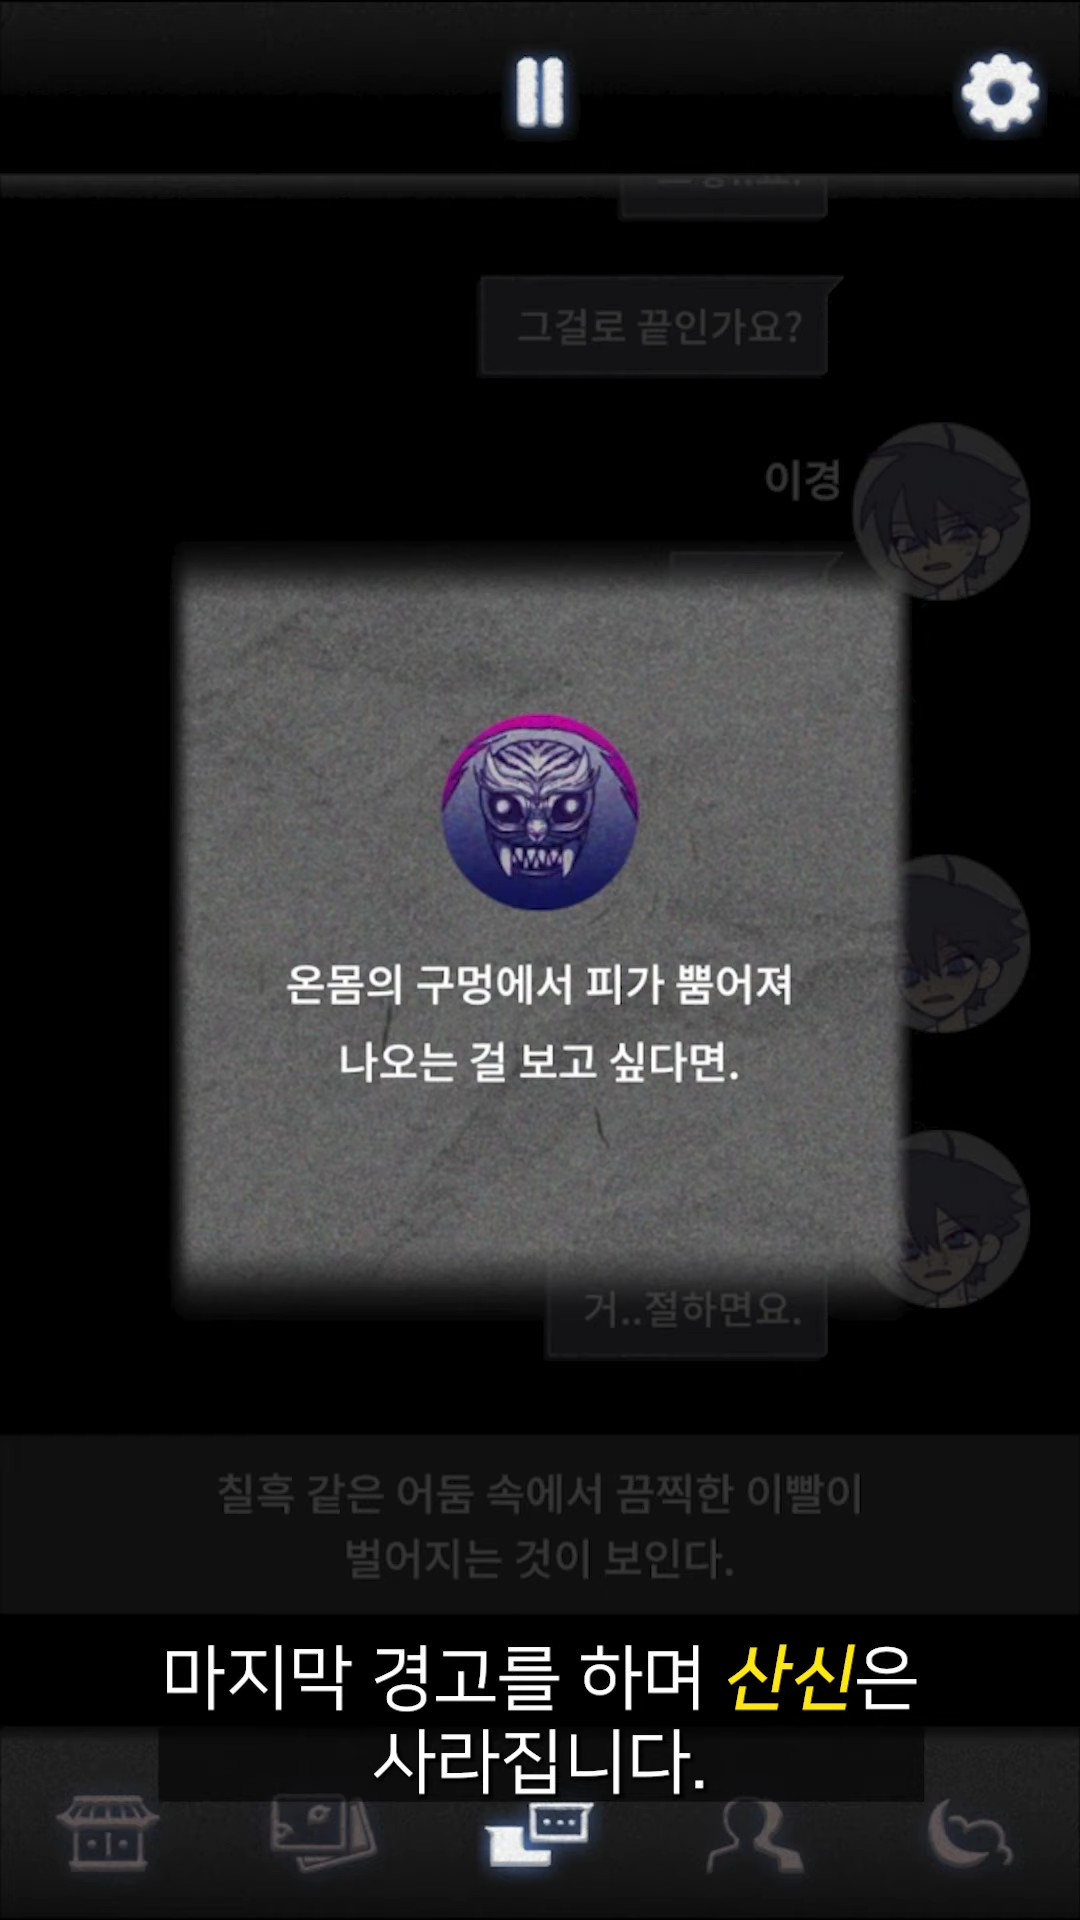 그걸로 끝인가요?
이경
온몸의 구멍에서 피가 뿜어져
나오는 걸 보고 싶다면.
거..절하면요.
칠흑 같은 어둠 속에서 끔찍한 이빨이
벌어지는 것이 보인다.
마지막 경고를 하며 산신은
사라집니다.